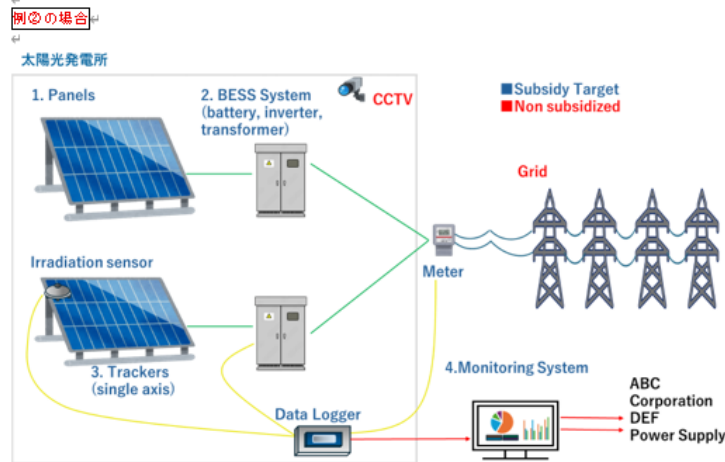 例②の場合
太陽光発電所
1. Panels
2. BESS System
(battery, inverter,
transformer)
CCTV
■Subsidy Target
■Non subsidized
Grid
Irradiation sensor
Meter
3. Trackers
(single axis)
4.Monitoring System
Data Logger
ABC
Corporation
DEF
Power Supply